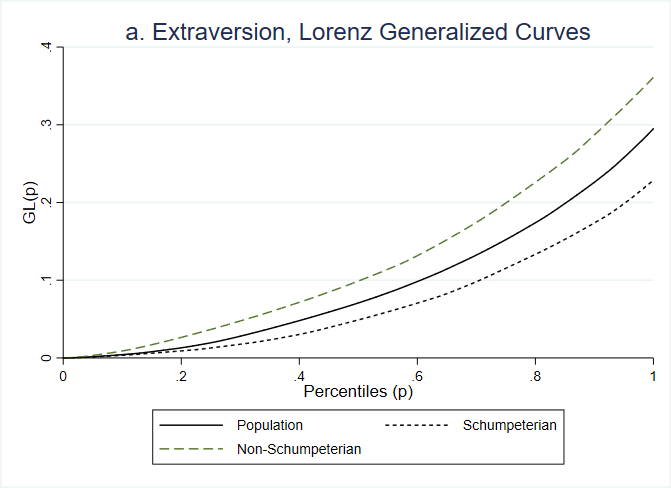 a. Extraversion, Lorenz Generalized Curves
.4
.3
.2
.1
0
GL(p)
0 .2 .4 .6 .8 1
Percentiles (p)
Population Schumpeterian
Non-Schumpeterian